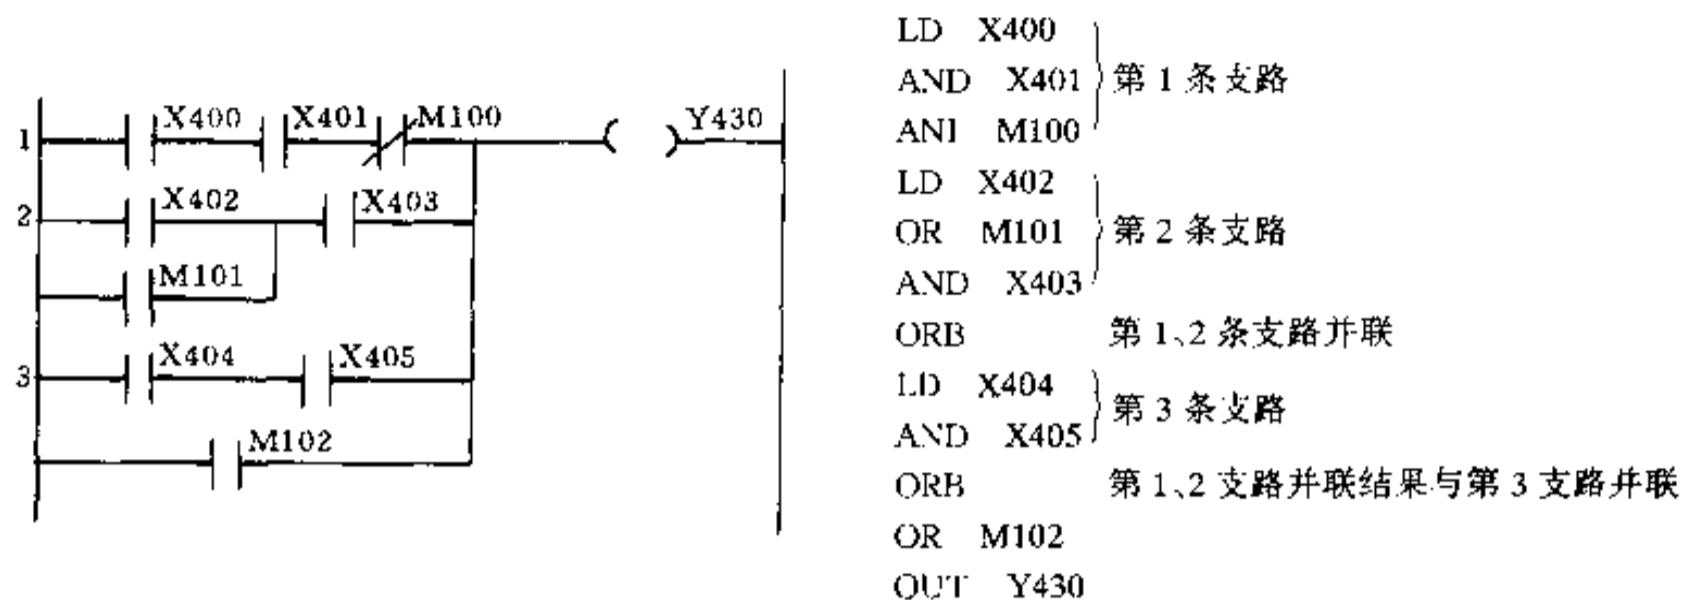 X400 X401 M100 Y430
1
X402 X403
2
M101
X404 X405
3
M102
LD X400
AND X401 第1条支路
ANI M100
LD X402
OR M101 第2条支路
AND X403
ORB 第1、2条支路并联
LD X404
AND X405 第3条支路
ORB 第1、2支路并联结果与第3支路并联
OR M102
OUT Y430